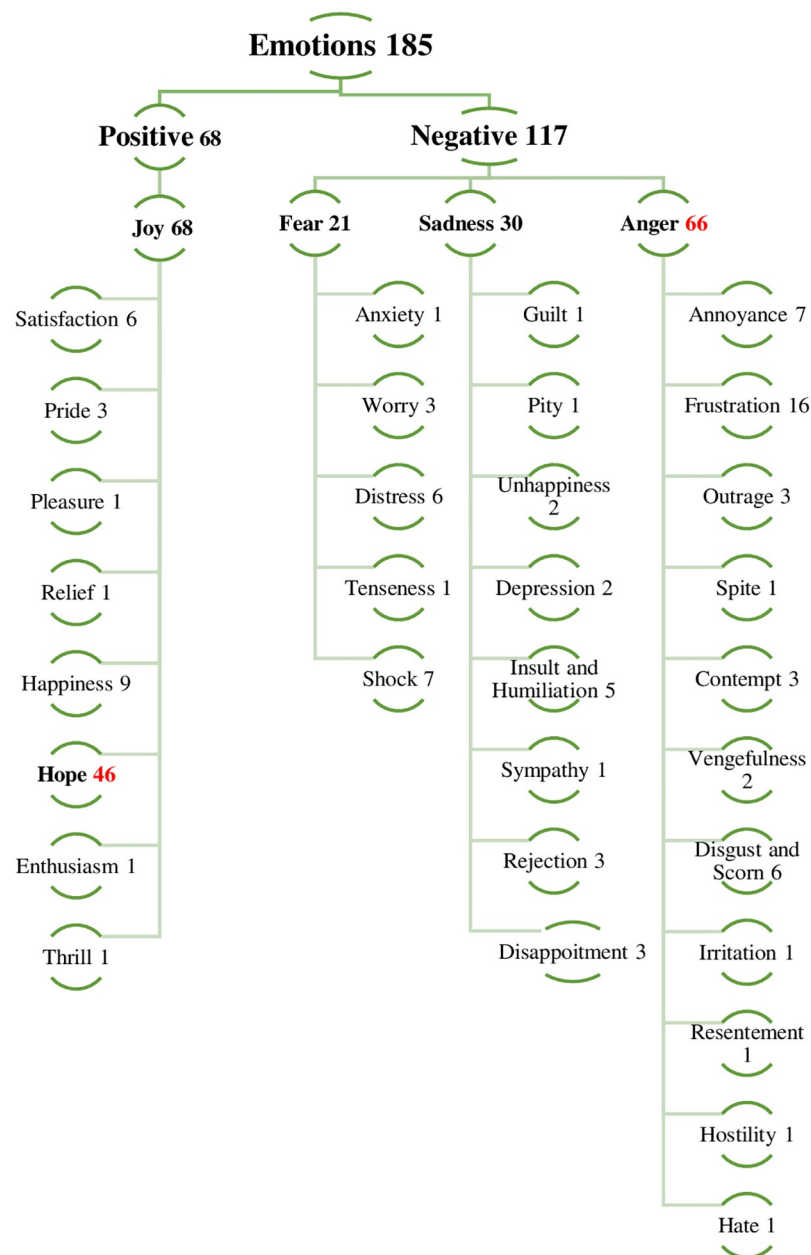 Emotions 185
Positive 68
Negative 117
Joy 68
Fear 21
Sadness 30
Anger 66
Satisfaction 6
Pride 3
Pleasure 1
Relief 1
Happiness 9
Hope 46
Enthusiasm 1
Thrill 1
Anxiety 1
Worry 3
Distress 6
Tenseness 1
Shock 7
Guilt 1
Pity 1
Unhappiness
2
Depression 2
Insult and
Humiliation 5
Sympathy 1
Rejection 3
Disappoitment 3
Annoyance 7
Frustration 16
Outrage 3
Spite 1
Contempt 3
Vengefulness
2
Disgust and
Scorn 6
Irritation 1
Resentement
1
Hostility 1
Hate 1